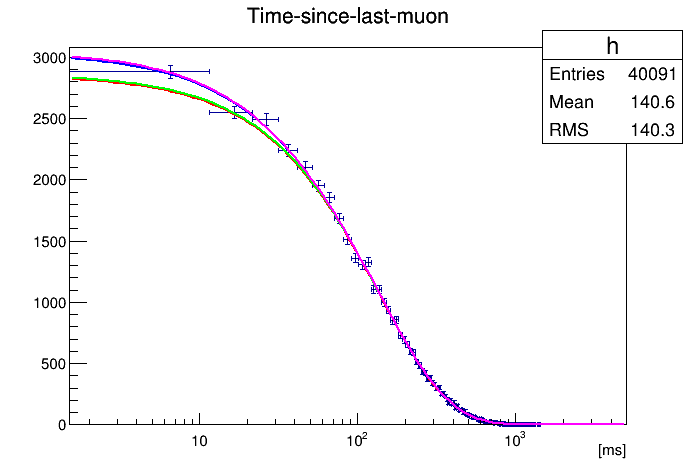 Time-since-last-muon
h
Entries 40091
Mean 140.6
RMS 140.3
3000
2500
2000
1500
1000
500
0
10 10² 10³
[ms]